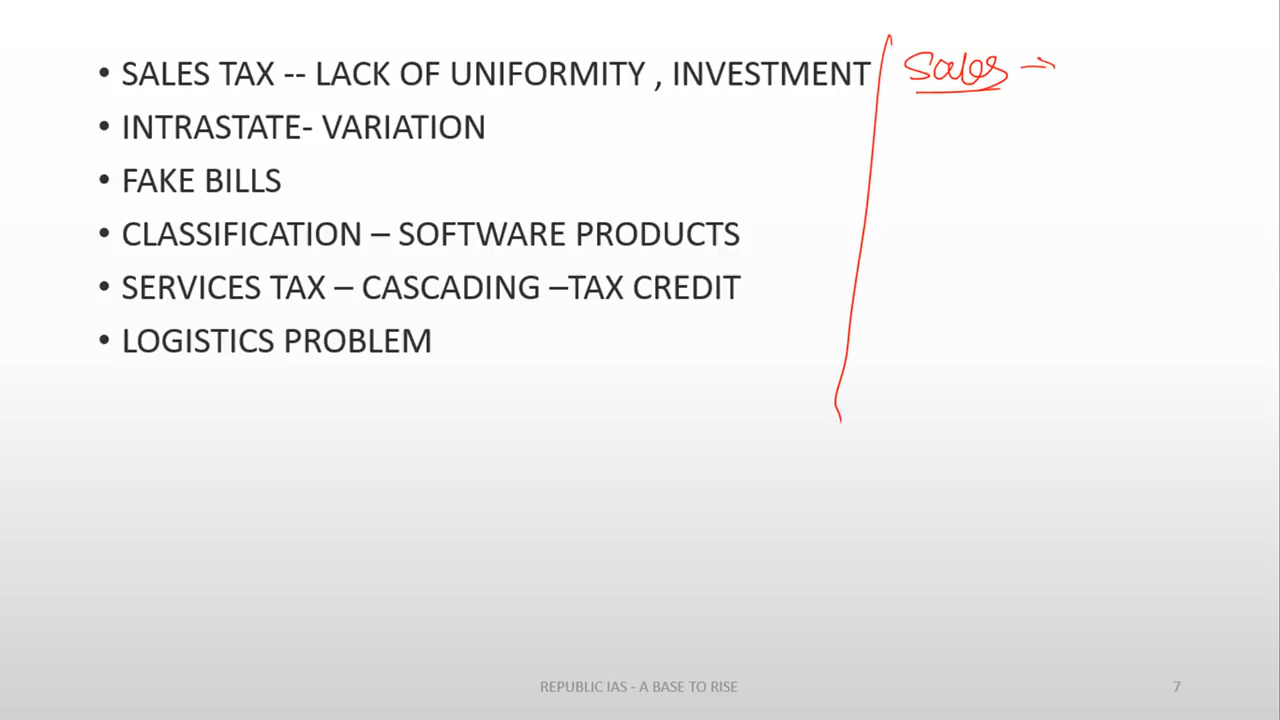 • SALES TAX -- LACK OF UNIFORMITY , INVESTMENT
Sales →
• INTRASTATE- VARIATION
• FAKE BILLS
• CLASSIFICATION – SOFTWARE PRODUCTS
• SERVICES TAX – CASCADING –TAX CREDIT
• LOGISTICS PROBLEM
REPUBLIC IAS - A BASE TO RISE
7